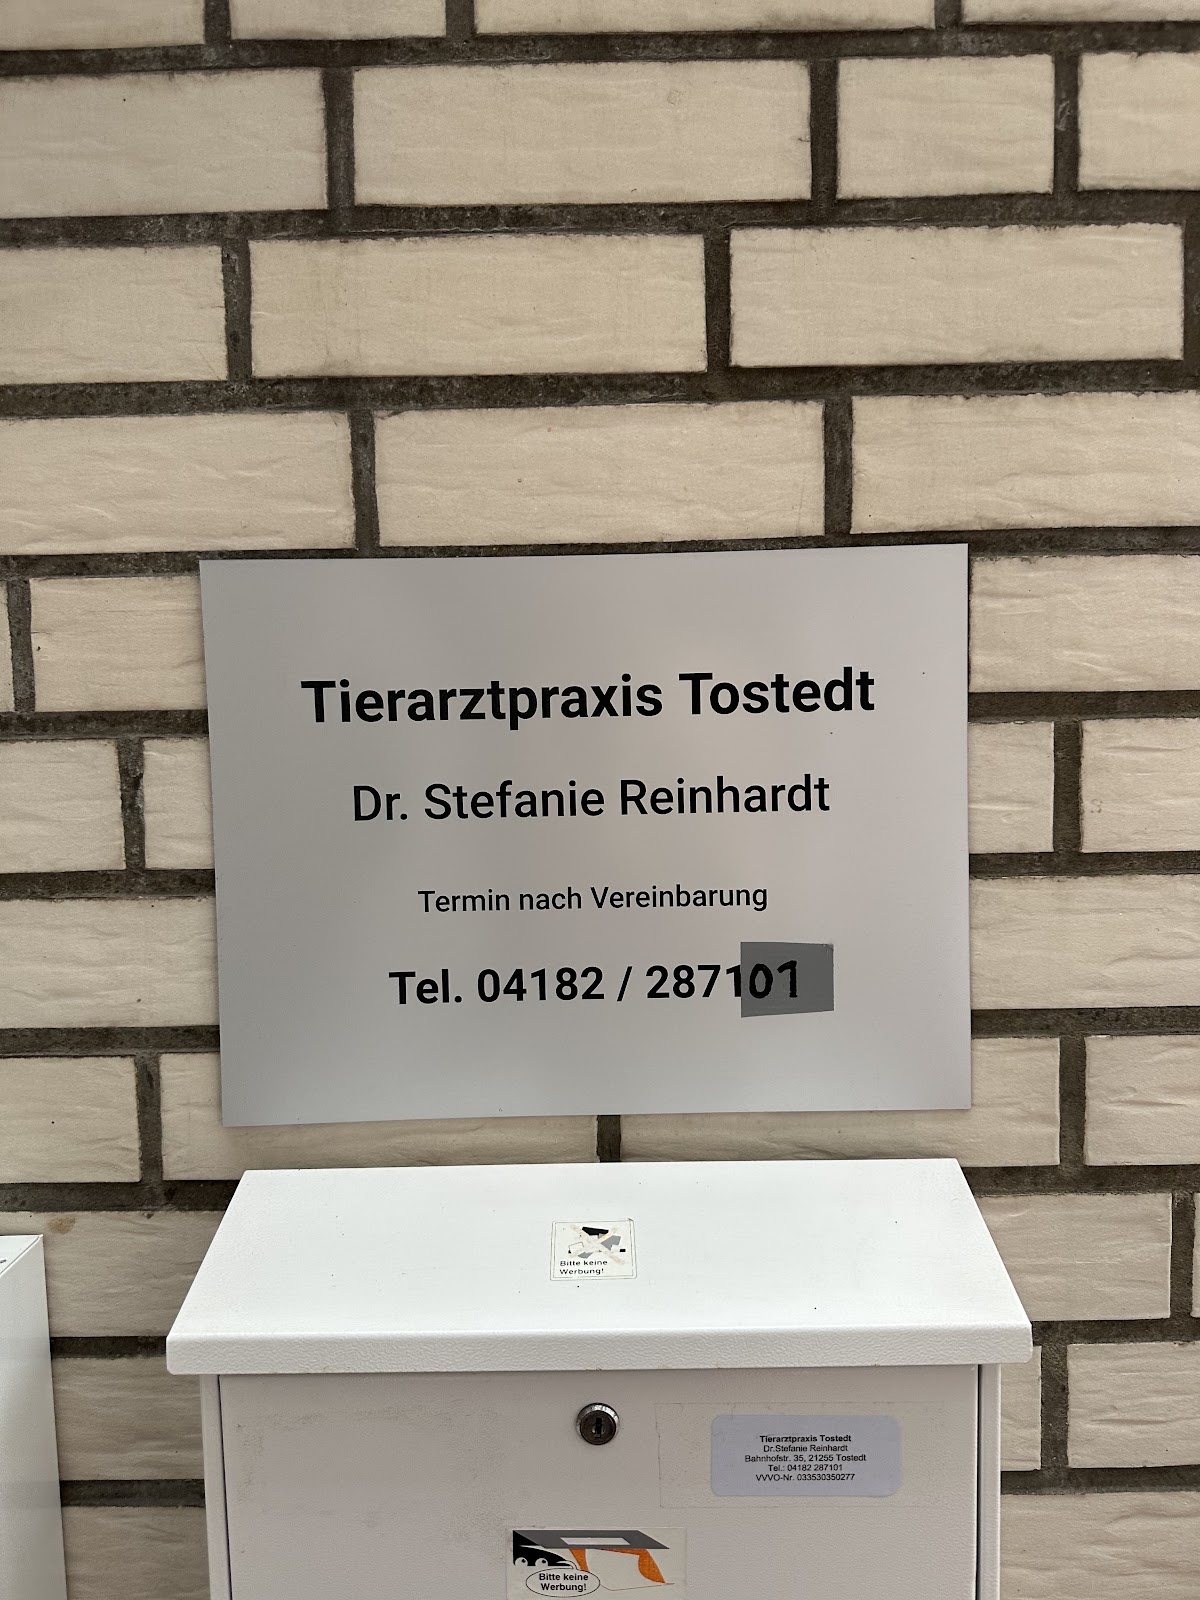 Tierarztpraxis Tostedt
Dr. Stefanie Reinhardt
Termin nach Vereinbarung
Tel. 04182 / 287101
Bitte keine
Werbung!
Tierarztpraxis Tostedt
Dr.Stefanie Reinhardt
Bahnhofstr. 35, 21255 Tostedt
Tel.: 04182 287101
VVVO-Nr. 033530350277
Bitte keine
Werbung!